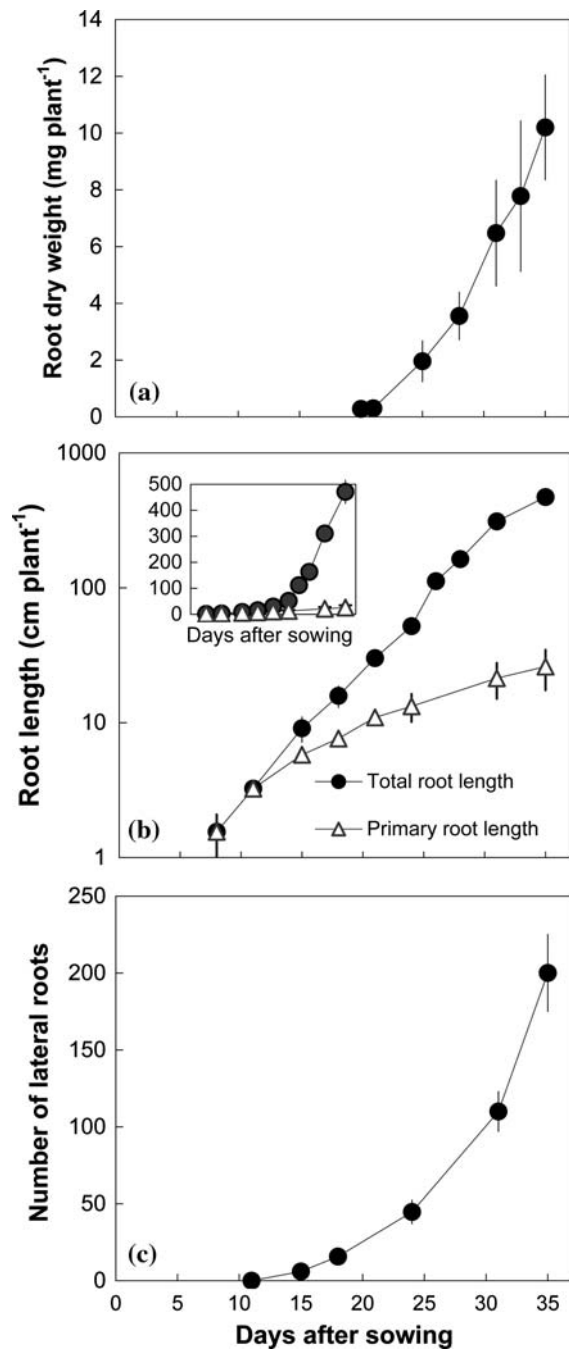 14
12
10
8
6
4
2
0
Root dry weight (mg plant⁻¹)
(a)
1000
100
10
1
Root length (cm plant⁻¹)
500
400
300
200
100
0
Days after sowing
Total root length
Primary root length
(b)
250
200
150
100
50
0
Number of lateral roots
(c)
0 5 10 15 20 25 30 35
Days after sowing